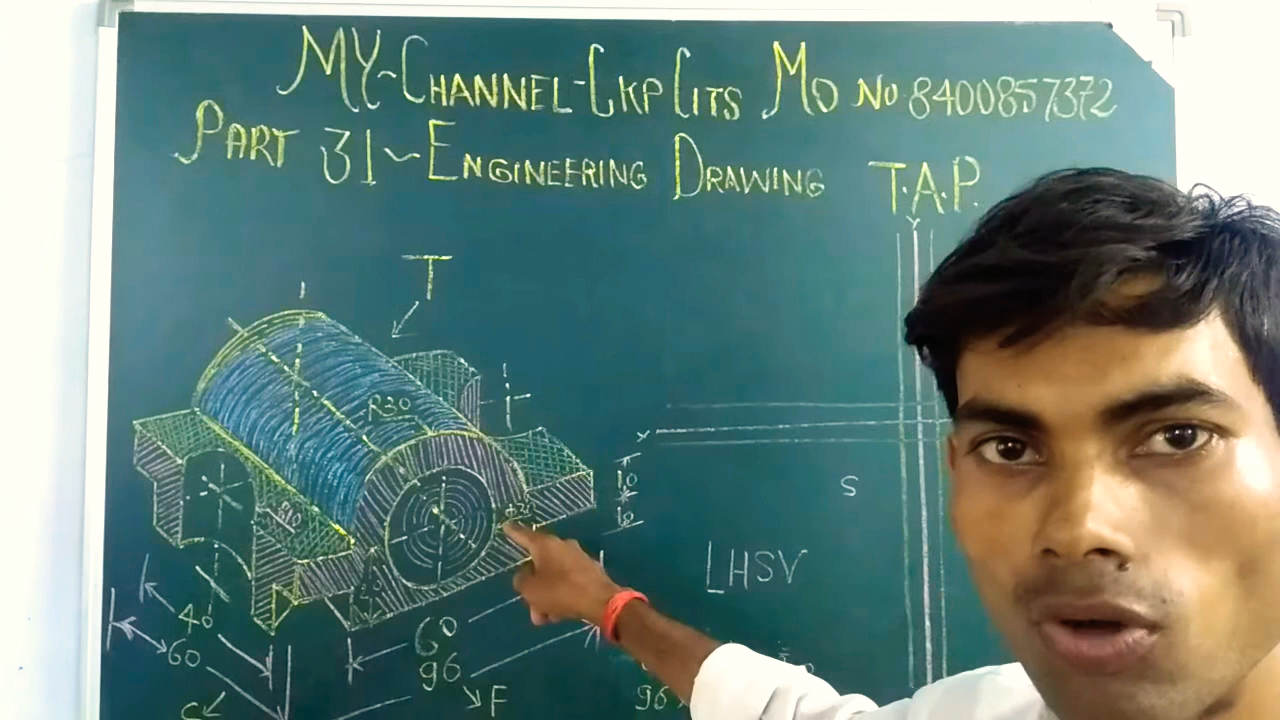 MY~CHANNEL-CKP CITS MO NO 8400857372
PART 31~ENGINEERING DRAWING T.A.P.
T
Y
R30
X
10
10
S
LHSV
40
60
60
96
F
S
96